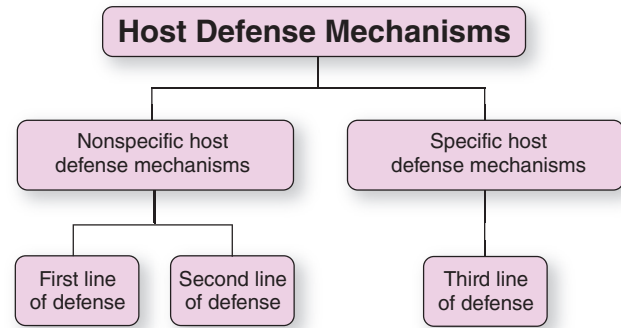 Host Defense Mechanisms
Nonspecific host
defense mechanisms
Specific host
defense mechanisms
First line
of defense
Second line
of defense
Third line
of defense